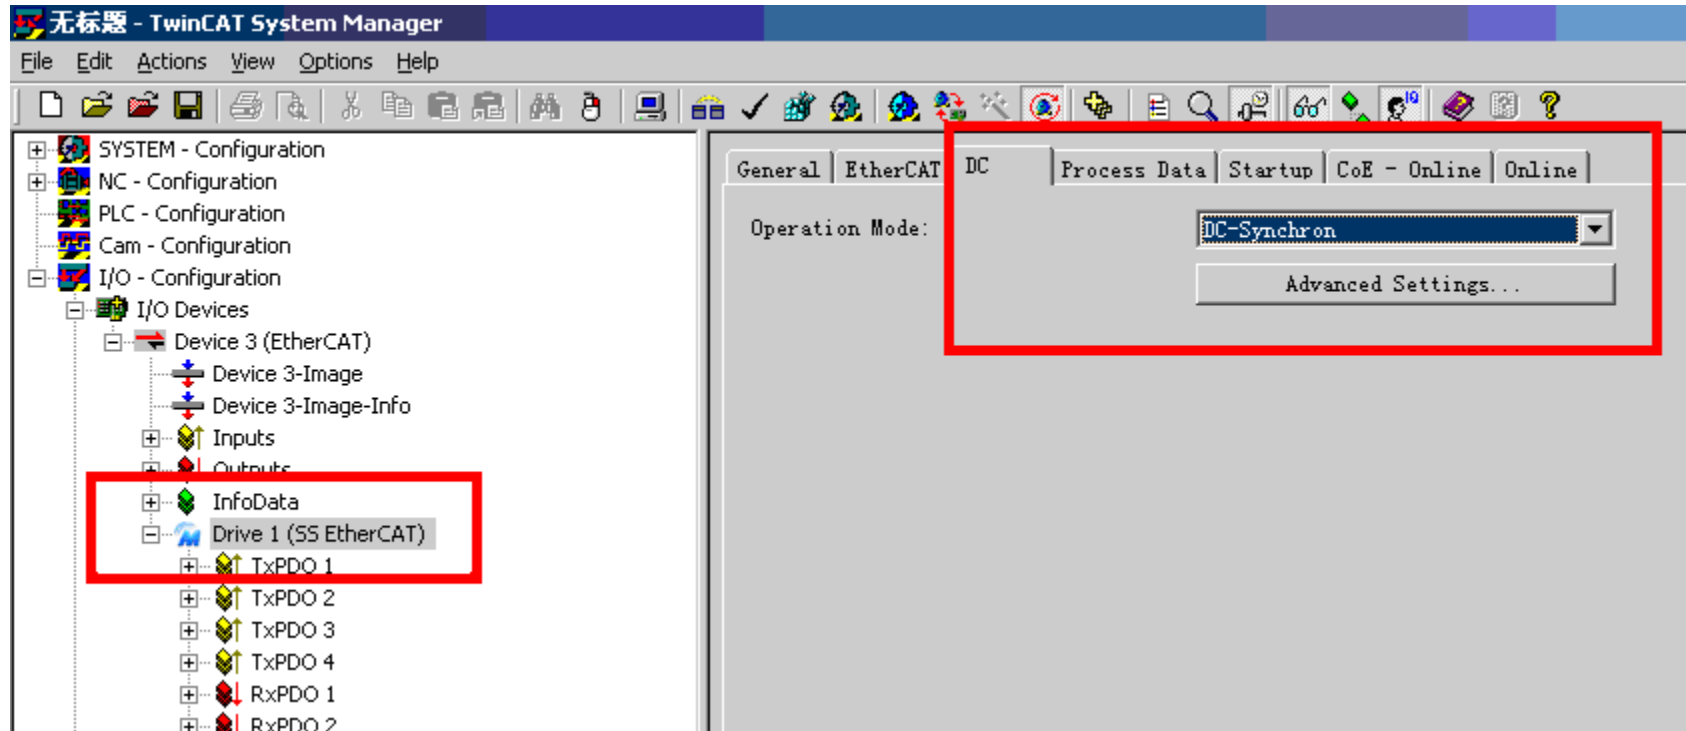 无标题 - TwinCAT System Manager
File Edit Actions View Options Help
SYSTEM - Configuration
NC - Configuration
PLC - Configuration
Cam - Configuration
I/O - Configuration
I/O Devices
Device 3 (EtherCAT)
Device 3-Image
Device 3-Image-Info
Inputs
Outputs
InfoData
Drive 1 (SS EtherCAT)
TxPDO 1
TxPDO 2
TxPDO 3
TxPDO 4
RxPDO 1
RxPDO 2
General EtherCAT DC Process Data Startup CoE - Online Online
Operation Mode: DC-Synchron
Advanced Settings...